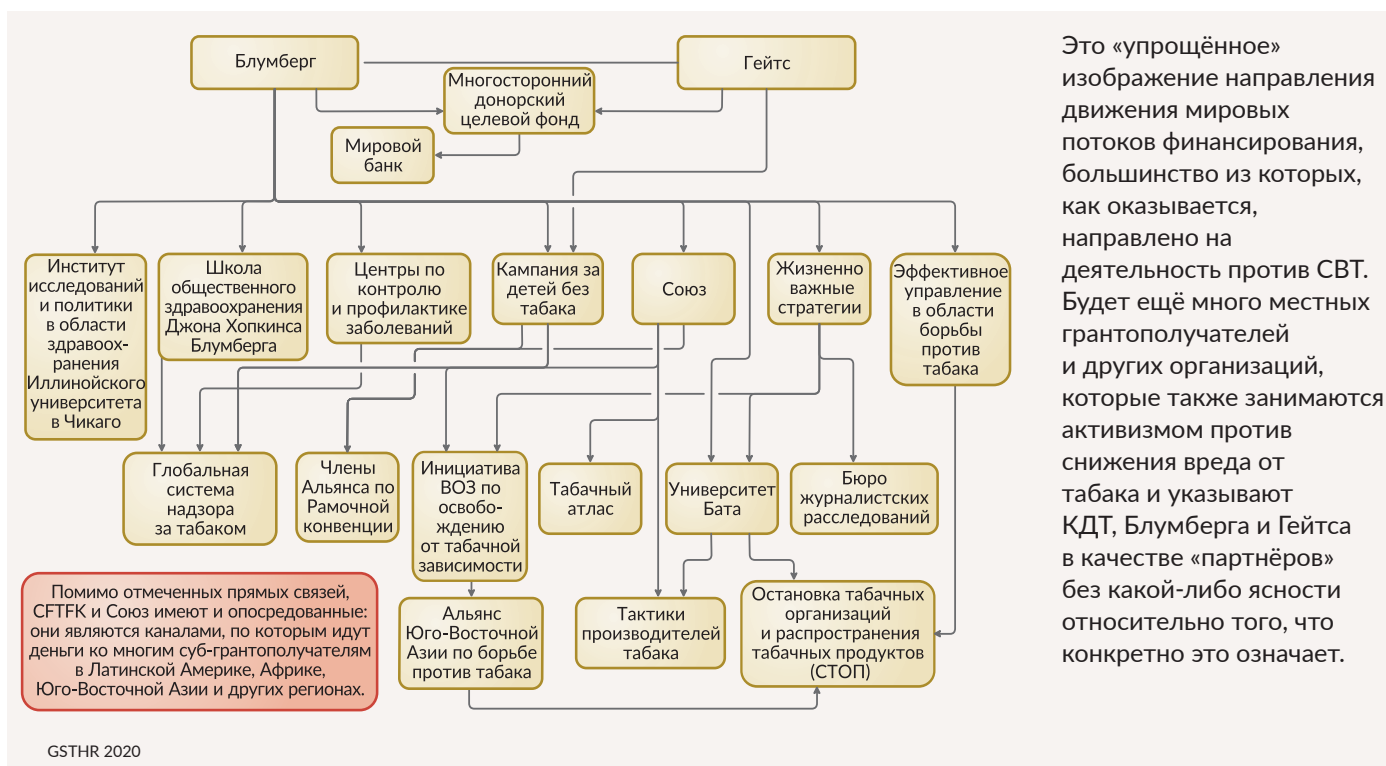 Блумберг
Гейтс
Многосторонний
донорский
целевой фонд
Мировой
банк
Институт
исследований
и политики
в области
здравоох-
ранения
Иллинойского
университета
в Чикаго
Школа
общественного
здравоохранения
Джона Хопкинса
Блумберга
Центры по
контролю
и профилактике
заболеваний
Кампания за
детей без
табака
Союз
Жизненно
важные
стратегии
Эффективное
управление
в области
борьбы
против
табака
Глобальная
система
надзора
за табаком
Члены
Альянса по
Рамочной
конвенции
Инициатива
ВОЗ по
освобо-
ждению
от табачной
зависимости
Табачный
атлас
Университет
Бата
Бюро
журналистских
расследований
Помимо отмеченных прямых связей,
CFTFK и Союз имеют и опосредованные:
они являются каналами, по которым идут
деньги ко многим суб-грантополучателям
в Латинской Америке, Африке,
Юго-Восточной Азии и других регионах.
Альянс
Юго-Восточной
Азии по борьбе
против табака
Тактики
производителей
табака
Остановка табачных
организаций
и распространения
табачных продуктов
(СТОП)
GSTHR 2020
Это «упрощённое»
изображение направления
движения мировых
потоков финансирования,
большинство из которых,
как оказывается,
направлено на
деятельность против СВТ.
Будет ещё много местных
грантополучателей
и других организаций,
которые также занимаются
активизмом против
снижения вреда от
табака и указывают
КДТ, Блумберга и Гейтса
в качестве «партнёров»
без какой-либо ясности
относительно того, что
конкретно это означает.